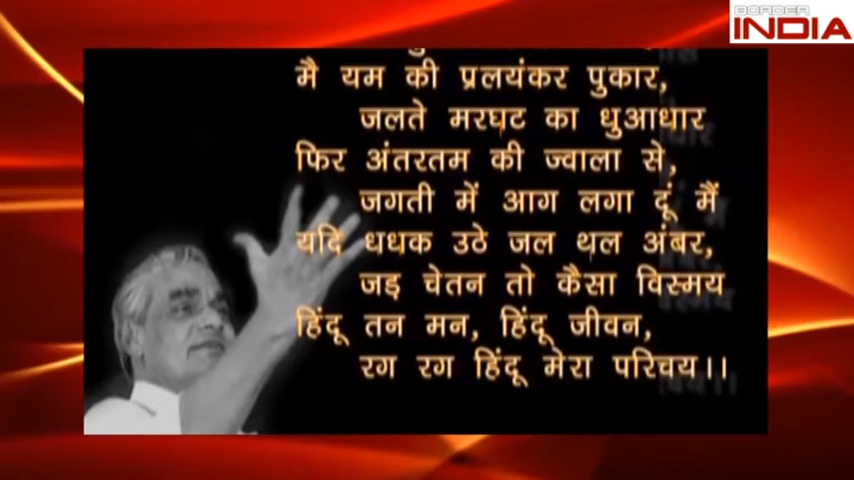 BORDER
INDIA
मै यम की प्रलयंकर पुकार,
जलते मरघट का धुआधार
फिर अंतरतम की ज्वाला से,
जगती में आग लगा दूं मैं
यदि धधक उठे जल थल अंबर,
जड़ चेतन तो कैसा विस्मय
हिंदू तन मन, हिंदू जीवन,
रग रग हिंदू मेरा परिचय।।